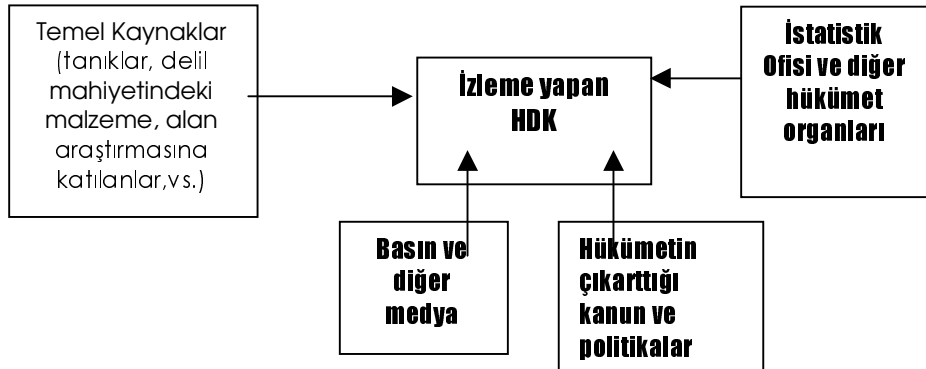 Temel Kaynaklar
(tanıklar, delil
mahiyetindeki
malzeme, alan
araştırmasına
katılanlar,vs.)
İzleme yapan
HDK
İstatistik
Ofisi ve diğer
hükümet
organları
Basın ve
diğer
medya
Hükümetin
çıkarttığı
kanun ve
politikalar